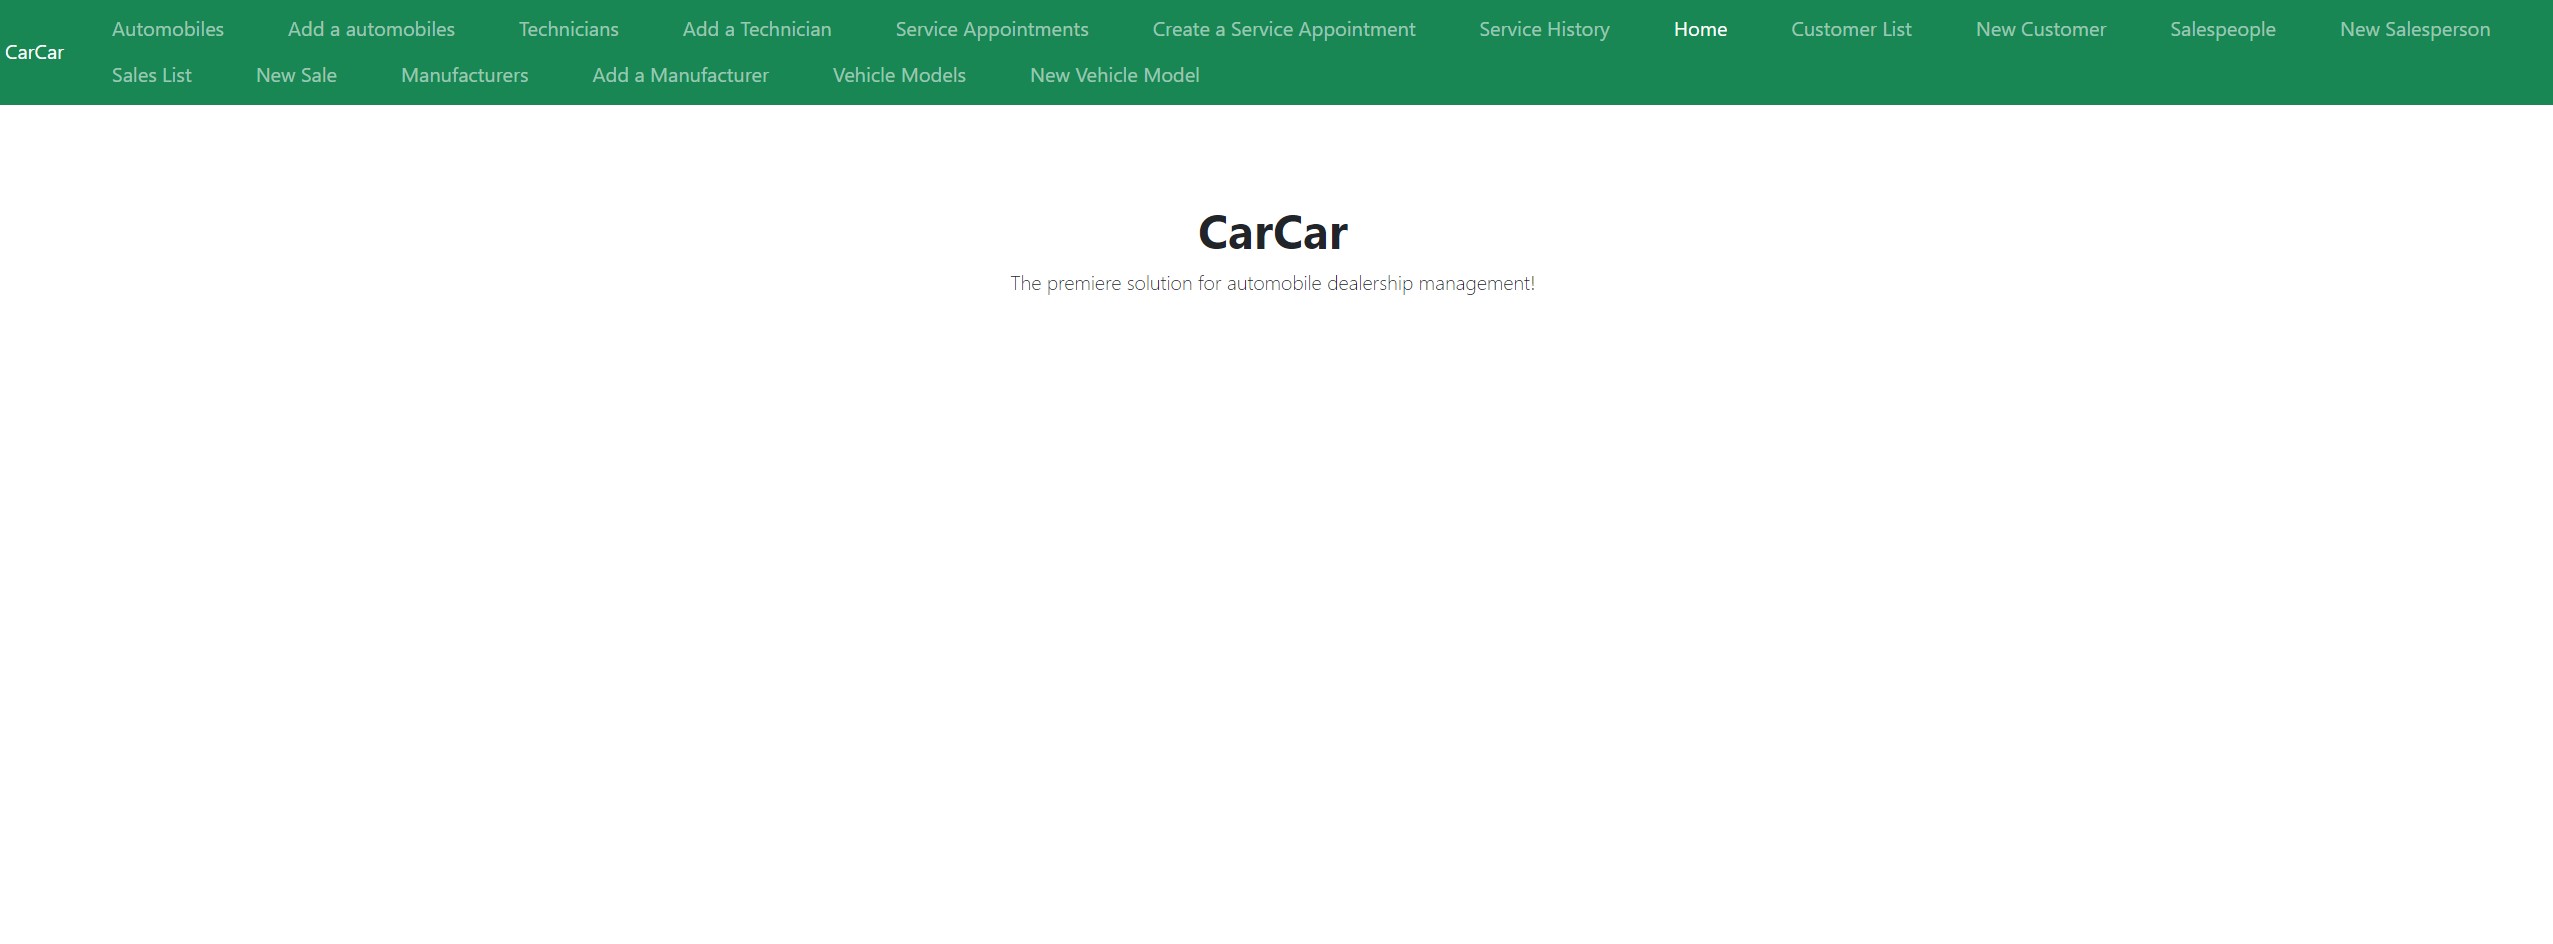 CarCar
Automobiles Add a automobiles Technicians Add a Technician Service Appointments Create a Service Appointment Service History Home Customer List New Customer Salespeople New Salesperson
Sales List New Sale Manufacturers Add a Manufacturer Vehicle Models New Vehicle Model
CarCar
The premiere solution for automobile dealership management!